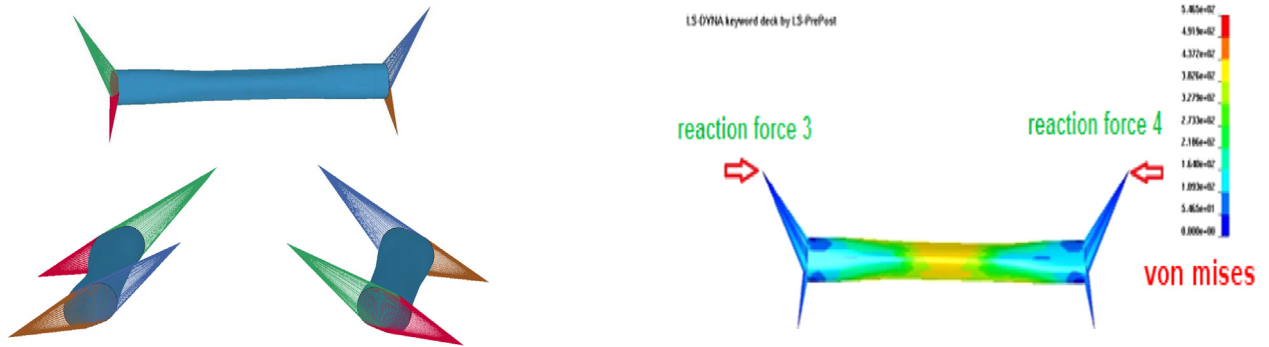 LS-DYNA keyword deck by LS-PrePost
5.465e+02
4.919e+02
4.372e+02
3.826e+02
3.279e+02
2.733e+02
2.186e+02
1.640e+02
1.093e+02
5.465e+01
0.000e+00
reaction force 3
reaction force 4
von mises